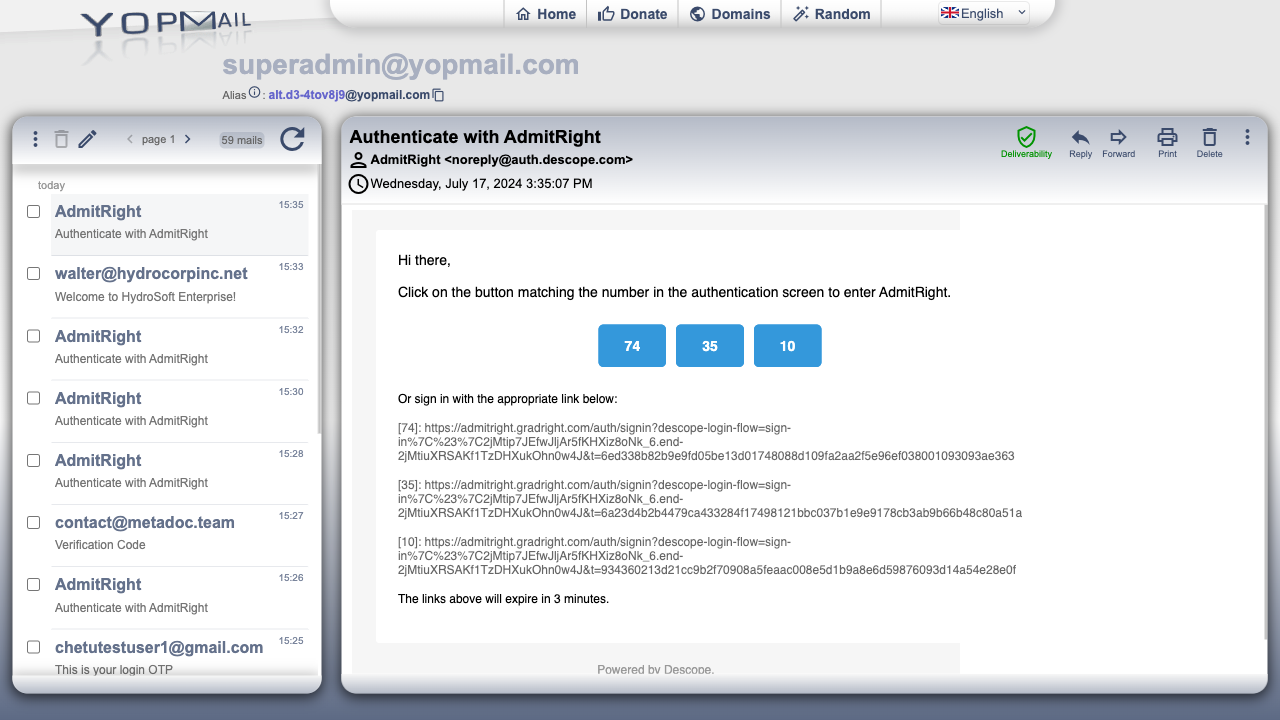 YOPMAIL
Home
Donate
Domains
Random
English
superadmin@yopmail.com
Alias : alt.d3-4tov8j9@yopmail.com
page 1
59 mails
today
AdmitRight 15:35
Authenticate with AdmitRight
walter@hydrocorpinc.net 15:33
Welcome to HydroSoft Enterprise!
AdmitRight 15:32
Authenticate with AdmitRight
AdmitRight 15:30
Authenticate with AdmitRight
AdmitRight 15:28
Authenticate with AdmitRight
contact@metadoc.team 15:27
Verification Code
AdmitRight 15:26
Authenticate with AdmitRight
chetutestuser1@gmail.com 15:25
This is your login OTP
Authenticate with AdmitRight
AdmitRight <noreply@auth.descope.com>
Wednesday, July 17, 2024 3:35:07 PM
Deliverability
Reply
Forward
Print
Delete
Hi there,
Click on the button matching the number in the authentication screen to enter AdmitRight.
74 35 10
Or sign in with the appropriate link below:
[74]: https://admitright.gradright.com/auth/signin?descope-login-flow=sign-
in%7C%23%7C2jMtip7JEfwJljAr5fKHXiz8oNk_6.end-
2jMtiuXRSAKf1TzDHXukOhn0w4J&t=6ed338b82b9e9fd05be13d01748088d109fa2aa2f5e96ef038001093093ae363
[35]: https://admitright.gradright.com/auth/signin?descope-login-flow=sign-
in%7C%23%7C2jMtip7JEfwJljAr5fKHXiz8oNk_6.end-
2jMtiuXRSAKf1TzDHXukOhn0w4J&t=6a23d4b2b4479ca433284f17498121bbc037b1e9e9178cb3ab9b66b48c80a51a
[10]: https://admitright.gradright.com/auth/signin?descope-login-flow=sign-
in%7C%23%7C2jMtip7JEfwJljAr5fKHXiz8oNk_6.end-
2jMtiuXRSAKf1TzDHXukOhn0w4J&t=934360213d21cc9b2f70908a5feaac008e5d1b9a8e6d59876093d14a54e28e0f
The links above will expire in 3 minutes.
Powered by Descope.